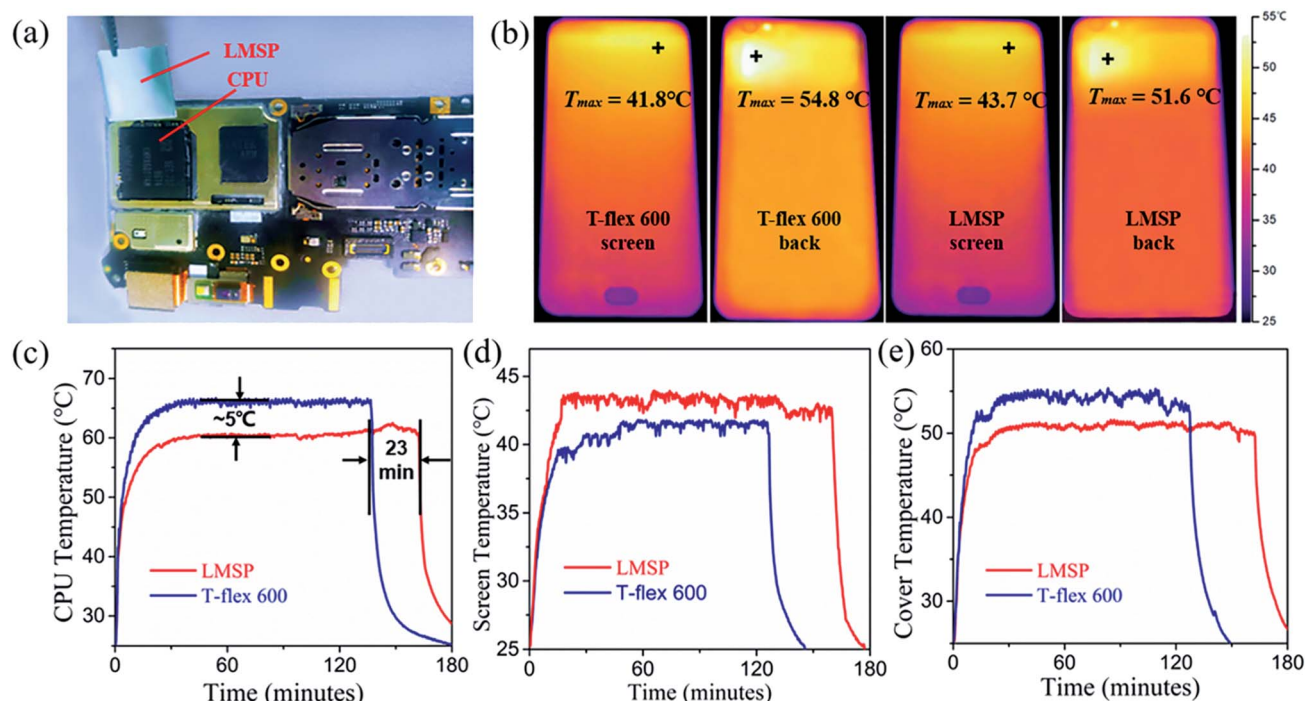 (a)
LMSP
CPU
(b)
Tmax = 41.8℃
T-flex 600
screen
Tmax = 54.8 ℃
T-flex 600
back
Tmax = 43.7 ℃
LMSP
screen
Tmax = 51.6 ℃
LMSP
back
55℃
50
45
40
35
30
25
(c)
CPU Temperature (℃)
70
60
50
40
30
~5℃
23
min
LMSP
T-flex 600
0 60 120 180
Time (minutes)
(d)
Screen Temperature (℃)
45
40
35
30
25
LMSP
T-flex 600
0 60 120 180
Time (minutes)
(e)
Cover Temperature (℃)
60
50
LMSP
T-flex 600
0 60 120 180
Time (minutes)